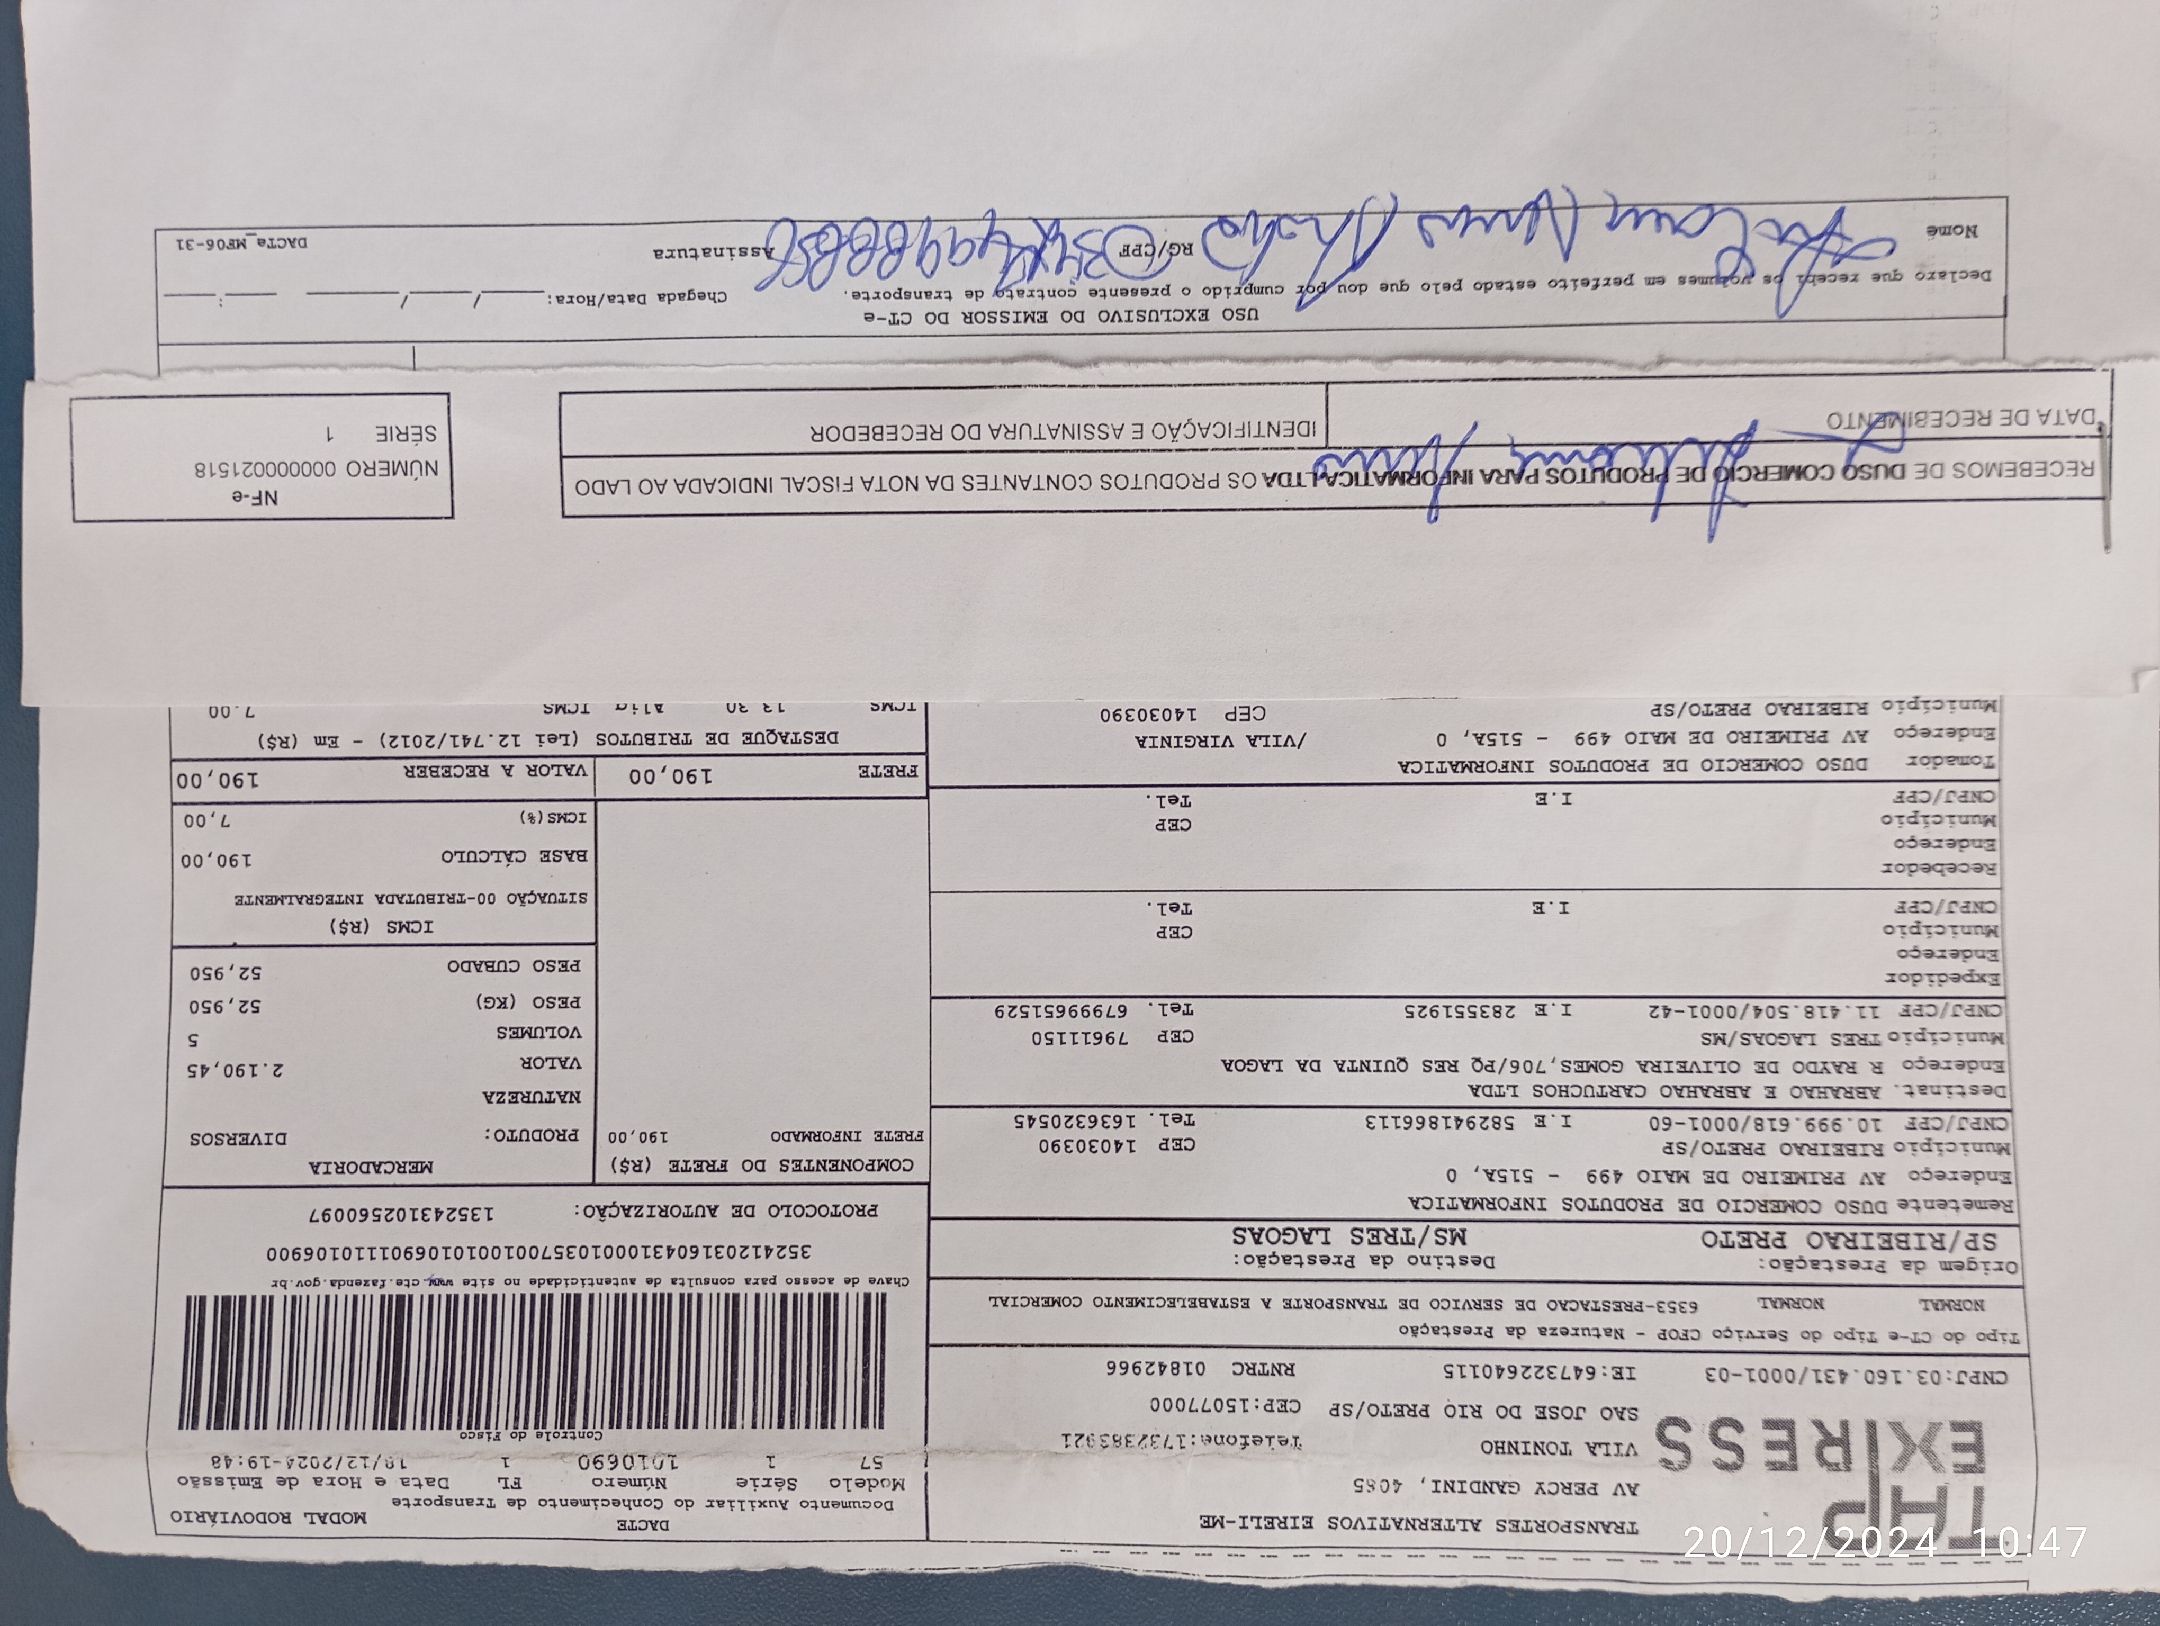 THP
EXPRESS
TRANSPORTES ALTERNATIVOS EIRELI-ME
AV PERCY GANDINI, 4085
VILA TONINHO Telefone:1732383921
SAO JOSE DO RIO PRETO/SP CEP:15077000
CNPJ:03.160.431/0001-03 IE:647322640115 RNTRC 01842966
DACTE MODAL RODOVIÁRIO
Documento Auxiliar do Conhecimento de Transporte
Modelo Série Número FL Data e Hora de Emissão
57 1 1010690 1 18/12/2024-19:48
Controle do Fisco
Chave de acesso para consulta de autenticidade no site www.cte.fazenda.gov.br
352412031604310001035700100101069011110106900
PROTOCOLO DE AUTORIZAÇÃO: 135243102560097
Tipo do CT-e Tipo do Serviço CFOP - Natureza da Prestação
NORMAL NORMAL 6353-PRESTACAO DE SERVICO DE TRANSPORTE A ESTABELECIMENTO COMERCIAL
Origem da Prestação: Destino da Prestação:
SP/RIBEIRAO PRETO MS/TRES LAGOAS
Remetente DUSO COMERCIO DE PRODUTOS INFORMATICA
Endereço AV PRIMEIRO DE MAIO 499 - 515A, 0
Município RIBEIRAO PRETO/SP CEP 14030390
CNPJ/CPF 10.999.618/0001-60 I.E 582941866113 Tel. 1636320545
Destinat. ABRAHAO E ABRAHAO CARTUCHOS LTDA
Endereço R RAYDO DE OLIVEIRA GOMES,706/PQ RES QUINTA DA LAGOA
Município TRES LAGOAS/MS CEP 79611150
CNPJ/CPF 11.418.504/0001-42 I.E 283551925 Tel. 67999651529
Expedidor
Endereço
Município CEP
CNPJ/CPF I.E Tel.
Recebedor
Endereço
Município CEP
CNPJ/CPF I.E Tel.
Tomador DUSO COMERCIO DE PRODUTOS INFORMATICA
Endereço AV PRIMEIRO DE MAIO 499 - 515A, 0 /VILA VIRGINIA
Município RIBEIRAO PRETO/SP CEP 14030390
COMPONENTES DO FRETE (R$)
FRETE INFORMADO 190,00
MERCADORIA
PRODUTO: DIVERSOS
NATUREZA
VALOR 2.190,45
VOLUMES 5
PESO (KG) 52,950
PESO CUBADO 52,950
ICMS (R$)
SITUAÇÃO 00-TRIBUTADA INTEGRALMENTE
BASE CÁLCULO 190,00
ICMS(%) 7,00
FRETE 190,00 VALOR A RECEBER 190,00
DESTAQUE DE TRIBUTOS (Lei 12.741/2012) - Em (R$)
ICMS 13.30 Aliq ICMS 7.00
RECEBEMOS DE DUSO COMERCIO DE PRODUTOS PARA INFORMATICA LTDA OS PRODUTOS CONTANTES DA NOTA FISCAL INDICADA AO LADO
DATA DE RECEBIMENTO IDENTIFICAÇÃO E ASSINATURA DO RECEBEDOR
NF-e
NÚMERO 00000021518
SÉRIE 1
USO EXCLUSIVO DO EMISSOR DO CT-e
Declaro que recebi os volumes em perfeito estado pelo que dou por cumprido o presente contrato de transporte. Chegada Data/Hora: ___/___/___ __:__
Nome RG/CPF Assinatura DACTe_MF06-31
20/12/2024 10:47